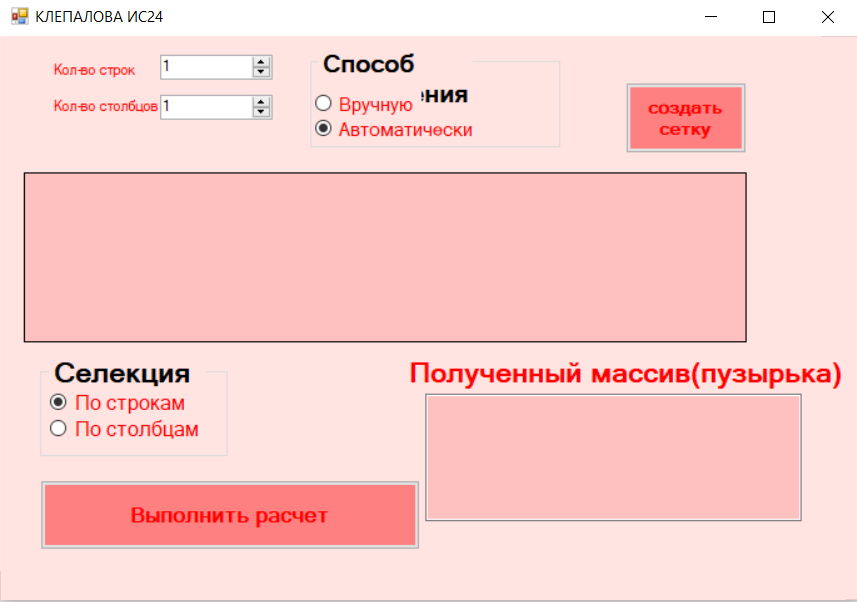 КЛЕПАЛОВА ИС24
Кол-во строк 1
Кол-во столбцов 1
Способ
Вручную
Автоматически
создать
сетку
Селекция
По строкам
По столбцам
Полученный массив(пузырька)
Выполнить расчет